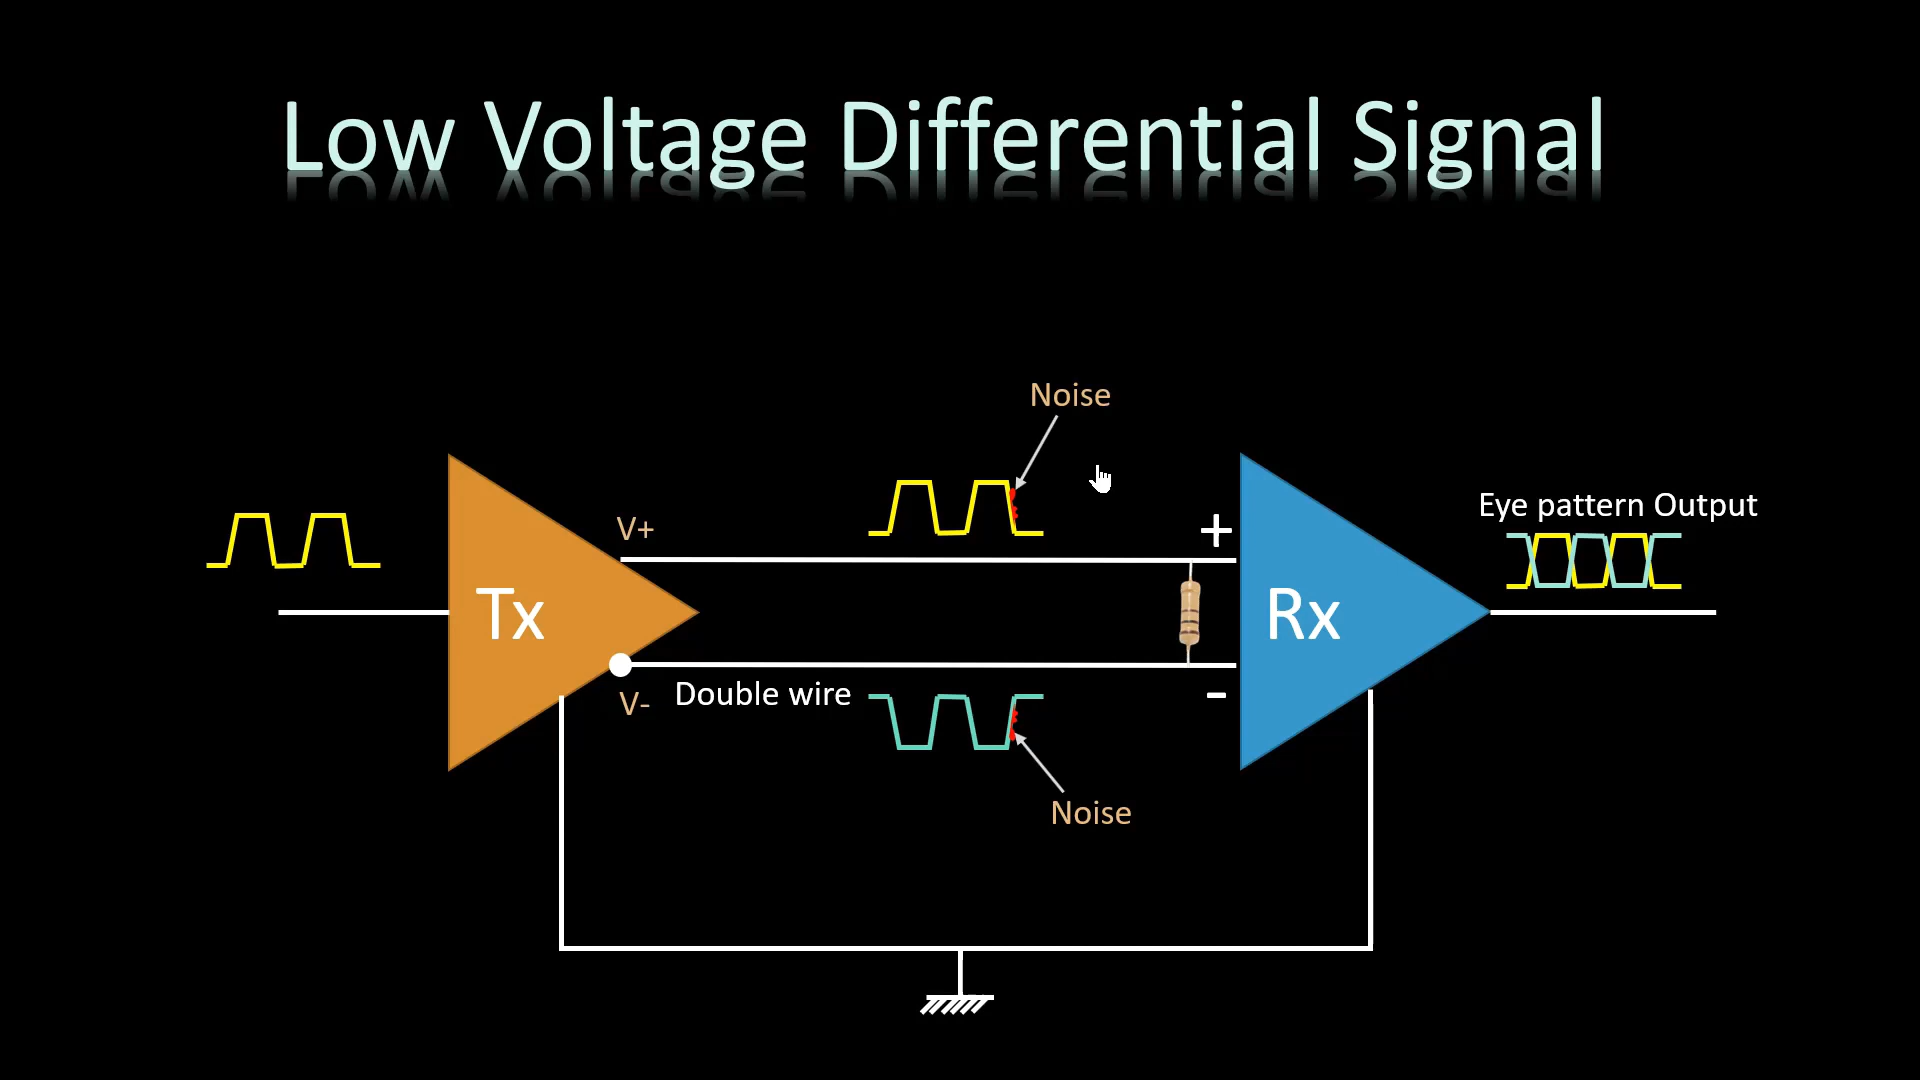 Low Voltage Differential Signal
Noise
Eye pattern Output
V+
+
Tx
Rx
V-
Double wire
-
Noise